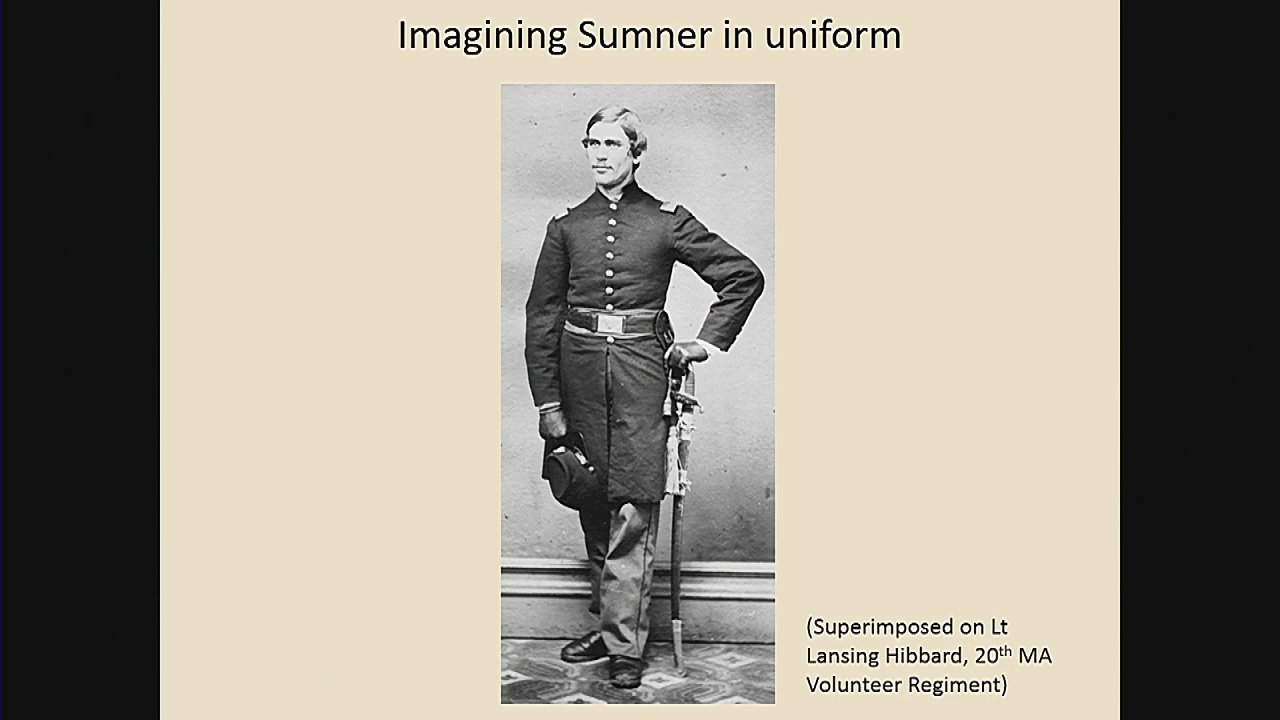 Imagining Sumner in uniform
(Superimposed on Lt
Lansing Hibbard, 20th MA
Volunteer Regiment)